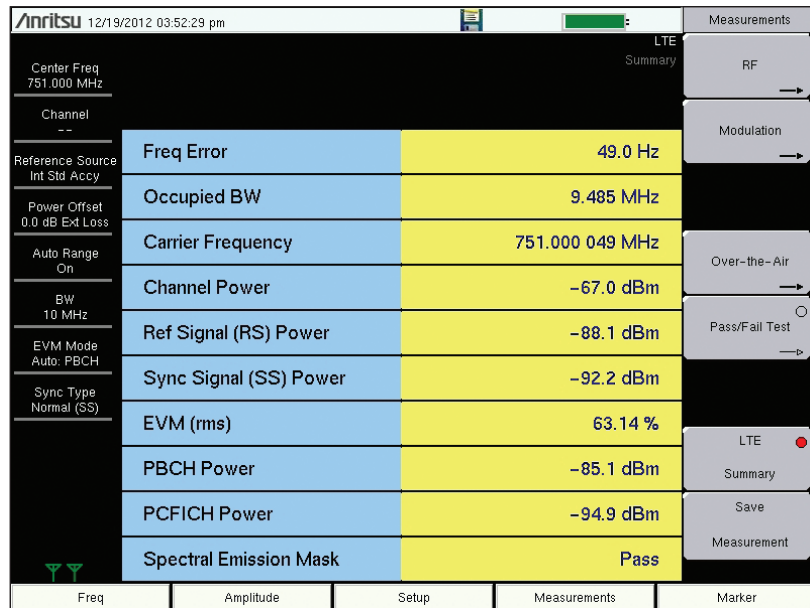 Anritsu 12/19/2012 03:52:29 pm
Measurements
LTE
Summary
Center Freq
751.000 MHz
Channel
--
Reference Source
Int Std Accy
Power Offset
0.0 dB Ext Loss
Auto Range
On
BW
10 MHz
EVM Mode
Auto: PBCH
Sync Type
Normal (SS)
Freq Error 49.0 Hz
Occupied BW 9.485 MHz
Carrier Frequency 751.000 049 MHz
Channel Power -67.0 dBm
Ref Signal (RS) Power -88.1 dBm
Sync Signal (SS) Power -92.2 dBm
EVM (rms) 63.14 %
PBCH Power -85.1 dBm
PCFICH Power -94.9 dBm
Spectral Emission Mask Pass
RF
Modulation
Over-the-Air
Pass/Fail Test
LTE
Summary
Save
Measurement
Freq Amplitude Setup Measurements Marker